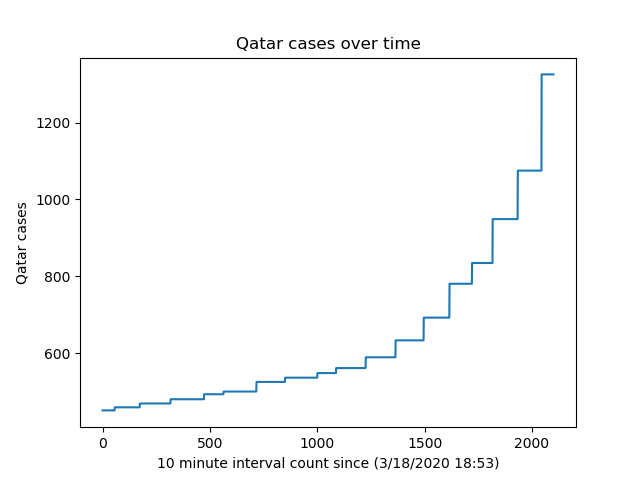 Qatar cases over time
1200
1000
800
600
Qatar cases
0 500 1000 1500 2000
10 minute interval count since (3/18/2020 18:53)